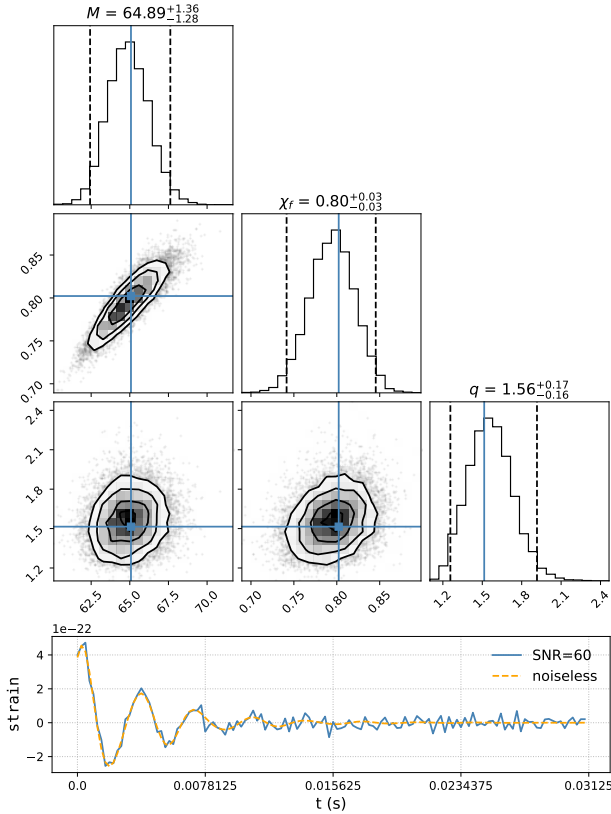 M = 64.89+1.36−1.28
χf = 0.80+0.03−0.03
0.85
0.80
0.75
0.70
q = 1.56+0.17−0.16
2.4
2.1
1.8
1.5
1.2
62.5 65.0 67.5 70.0
0.70 0.75 0.80 0.85
1.2 1.5 1.8 2.1 2.4
1e−22
4
2
0
−2
strain
SNR=60
noiseless
0.0 0.0078125 0.015625 0.0234375 0.03125
t (s)